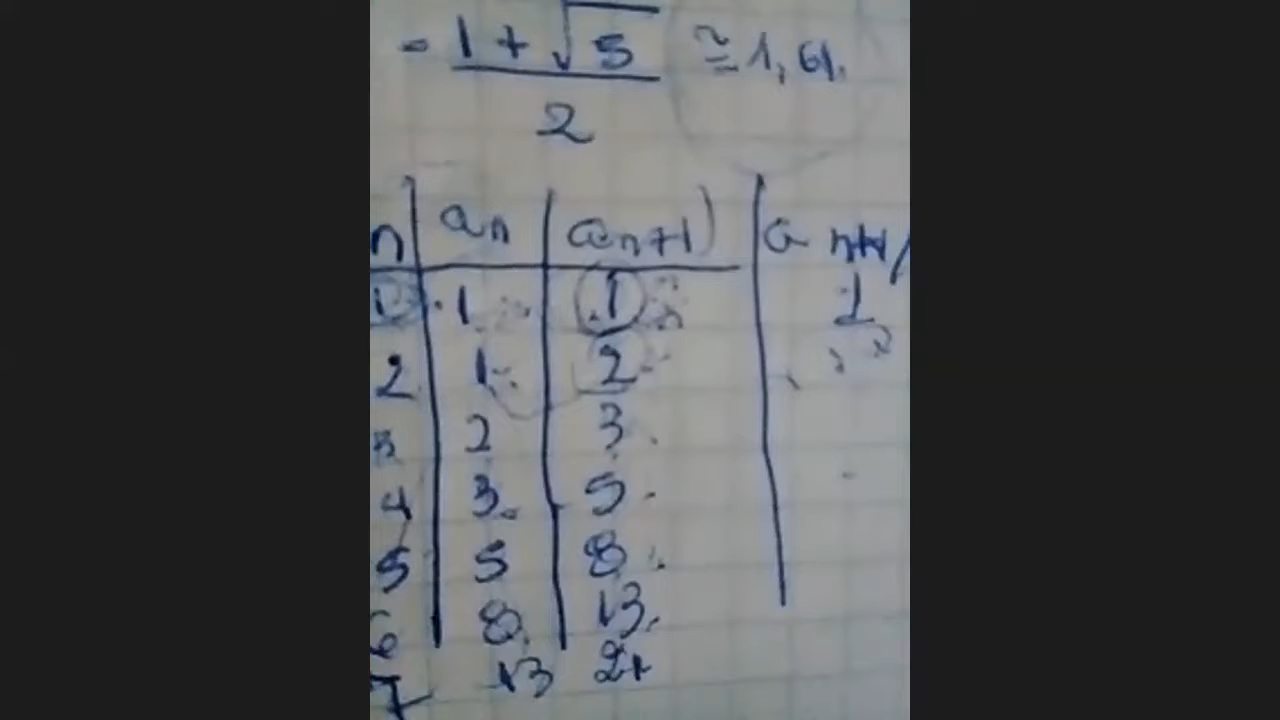 = 1 + √5 ≅ 1,61.
2
n an an+1) a n+1/
1 1 1 1
2 1 2
3 2 3
4 3 5
5 5 8
6 8 13
7 13 21